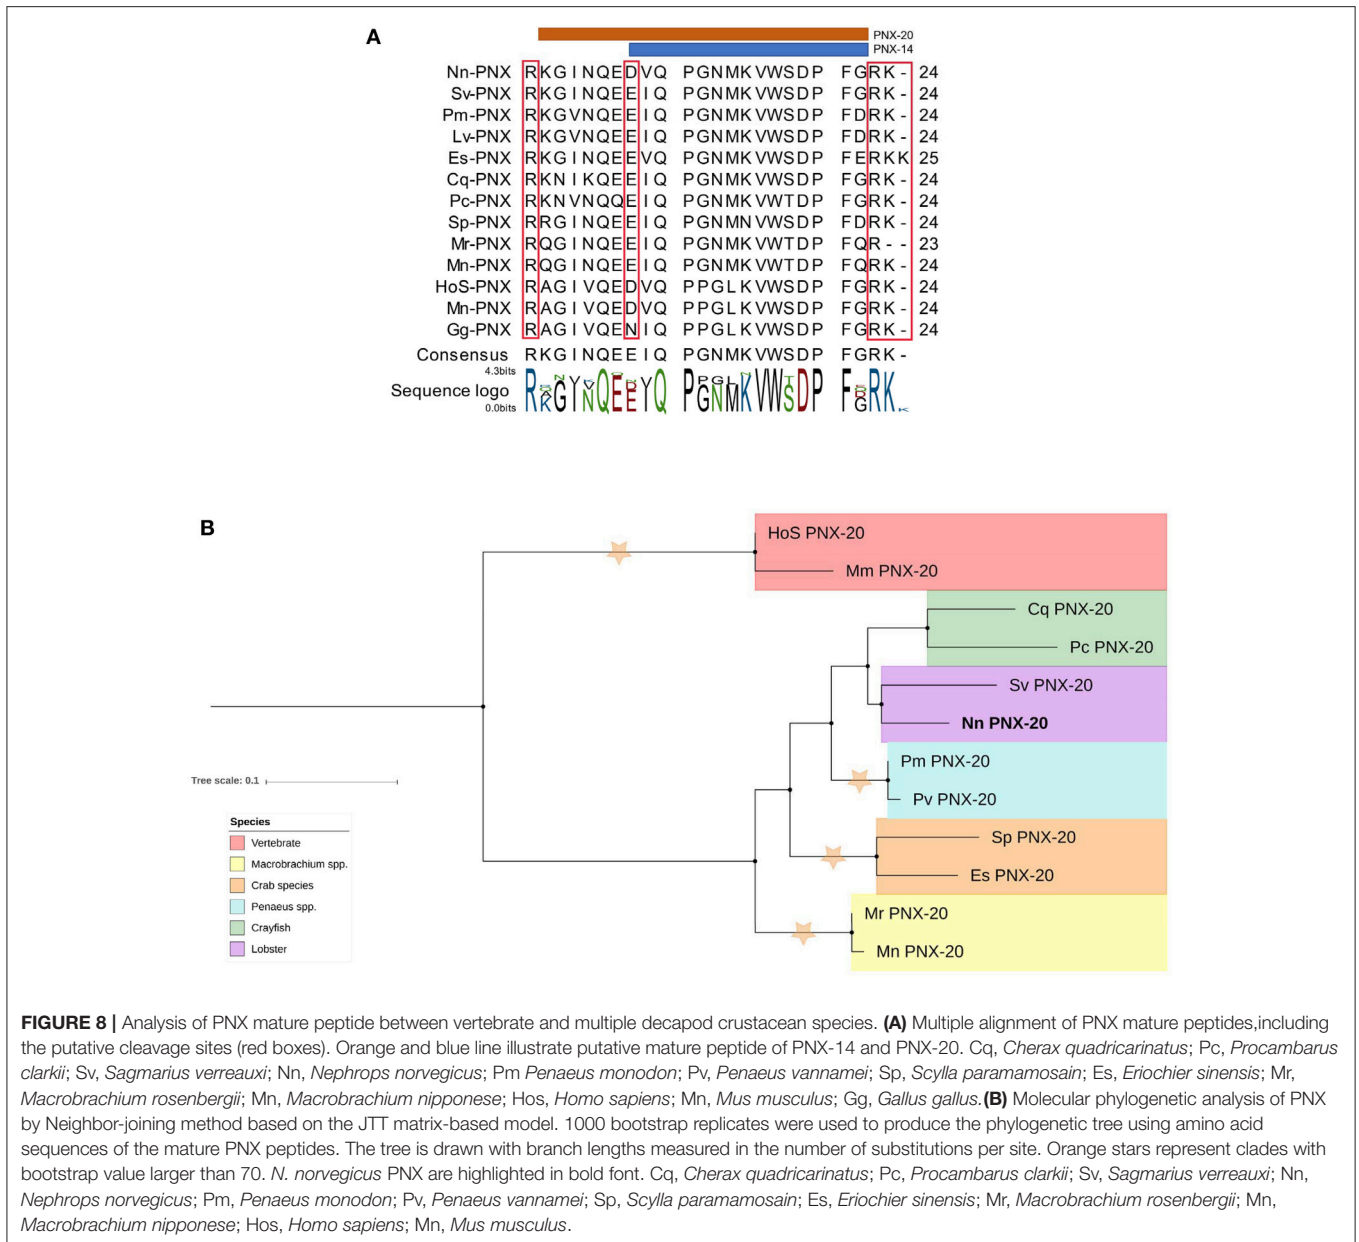 A
PNX-20
PNX-14
Nn-PNX RKGINQEDVQ PGNMKVWSDP FGRK- 24
Sv-PNX RKGINQEEIQ PGNMKVWSDP FGRK- 24
Pm-PNX RKGVNQEEIQ PGNMKVWSDP FDRK- 24
Lv-PNX RKGVNQEEIQ PGNMKVWSDP FDRK- 24
Es-PNX RKGINQEEVQ PGNMKVWSDP FERKK 25
Cq-PNX RKNIKQEEIQ PGNMKVWSDP FGRK- 24
Pc-PNX RKNVNQQEIQ PGNMKVWTDP FGRK- 24
Sp-PNX RRGINQEEIQ PGNMNVWSDP FDRK- 24
Mr-PNX RQGINQEEIQ PGNMKVWTDP FQR-- 23
Mn-PNX RQGINQEEIQ PGNMKVWTDP FQRK- 24
HoS-PNX RAGIVQEDVQ PPGLKVWSDP FGRK- 24
Mn-PNX RAGIVQEDVQ PPGLKVWSDP FGRK- 24
Gg-PNX RAGIVQENIQ PPGLKVWSDP FGRK- 24
Consensus RKGINQEEIQ PGNMKVWSDP FGRK-
4.3bits
Sequence logo
0.0bits
B
HoS PNX-20
Mm PNX-20
Cq PNX-20
Pc PNX-20
Sv PNX-20
Nn PNX-20
Pm PNX-20
Pv PNX-20
Sp PNX-20
Es PNX-20
Mr PNX-20
Mn PNX-20
Tree scale: 0.1
Species
Vertebrate
Macrobrachium spp.
Crab species
Penaeus spp.
Crayfish
Lobster
FIGURE 8 | Analysis of PNX mature peptide between vertebrate and multiple decapod crustacean species. (A) Multiple alignment of PNX mature peptides,including
the putative cleavage sites (red boxes). Orange and blue line illustrate putative mature peptide of PNX-14 and PNX-20. Cq, Cherax quadricarinatus; Pc, Procambarus
clarkii; Sv, Sagmarius verreauxi; Nn, Nephrops norvegicus; Pm Penaeus monodon; Pv, Penaeus vannamei; Sp, Scylla paramamosain; Es, Eriochier sinensis; Mr,
Macrobrachium rosenbergii; Mn, Macrobrachium nipponese; Hos, Homo sapiens; Mn, Mus musculus; Gg, Gallus gallus.(B) Molecular phylogenetic analysis of PNX
by Neighbor-joining method based on the JTT matrix-based model. 1000 bootstrap replicates were used to produce the phylogenetic tree using amino acid
sequences of the mature PNX peptides. The tree is drawn with branch lengths measured in the number of substitutions per site. Orange stars represent clades with
bootstrap value larger than 70. N. norvegicus PNX are highlighted in bold font. Cq, Cherax quadricarinatus; Pc, Procambarus clarkii; Sv, Sagmarius verreauxi; Nn,
Nephrops norvegicus; Pm, Penaeus monodon; Pv, Penaeus vannamei; Sp, Scylla paramamosain; Es, Eriochier sinensis; Mr, Macrobrachium rosenbergii; Mn,
Macrobrachium nipponese; Hos, Homo sapiens; Mn, Mus musculus.